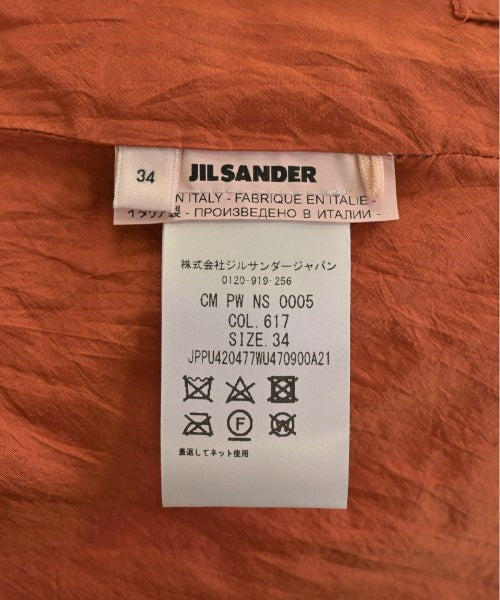 34
JIL SANDER
N ITALY - FABRIQUE EN ITALIE -
イタリア製 - ПРОИЗВЕДЕНО В ИТАЛИИ -
株式会社ジルサンダージャパン
0120-919-256
CM PW NS 0005
COL.617
SIZE.34
JPPU420477WU470900A21
F
W
裏返してネット使用